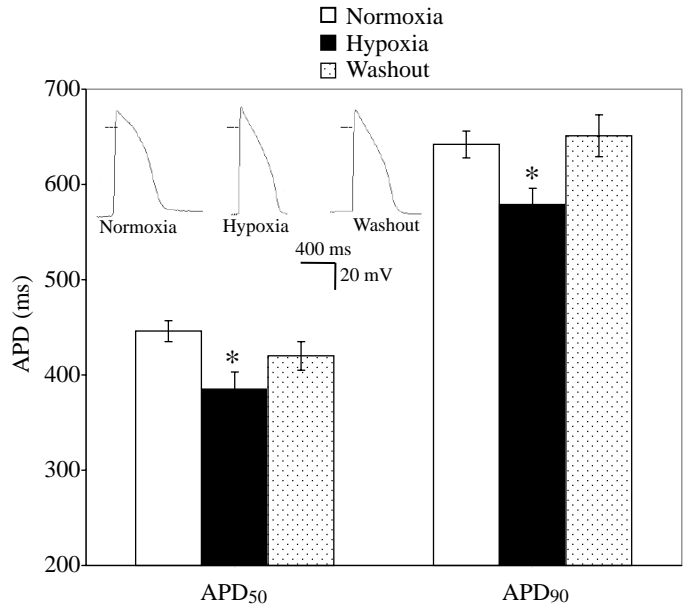 Normoxia
Hypoxia
Washout
700
600
500
400
300
200
APD (ms)
Normoxia
Hypoxia
Washout
400 ms
20 mV
*
*
APD50
APD90